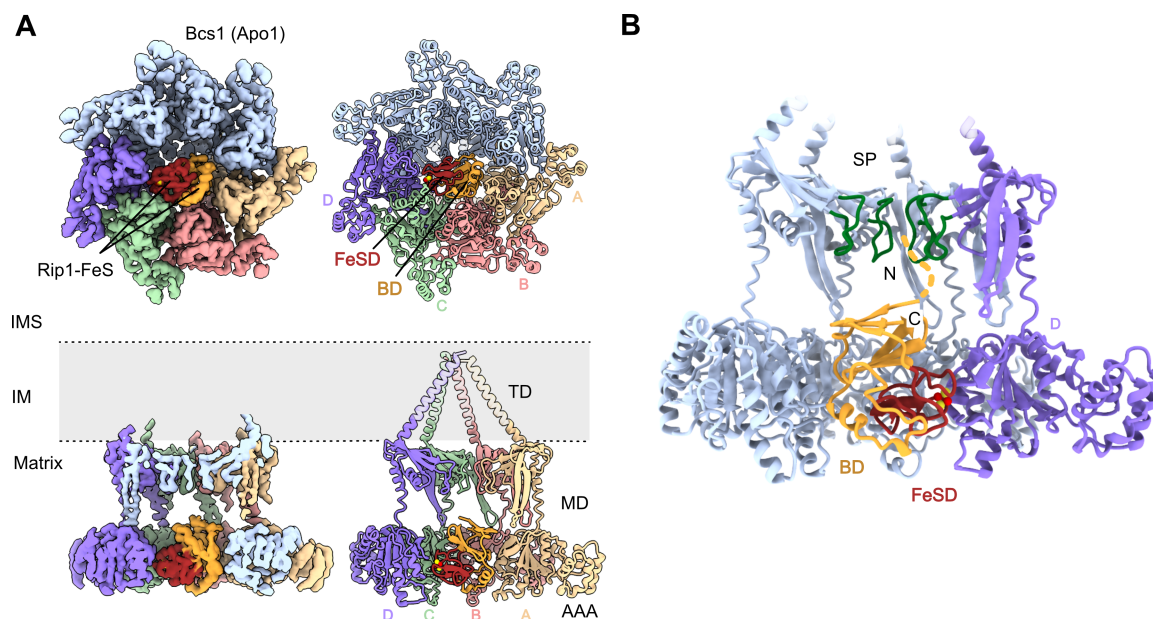 A
Bcs1 (Apo1)
D
A
Rip1-FeS
FeSD
BD
B
C
IMS
IM
TD
Matrix
MD
D
C
B
A
AAA
B
SP
N
C
D
BD
FeSD